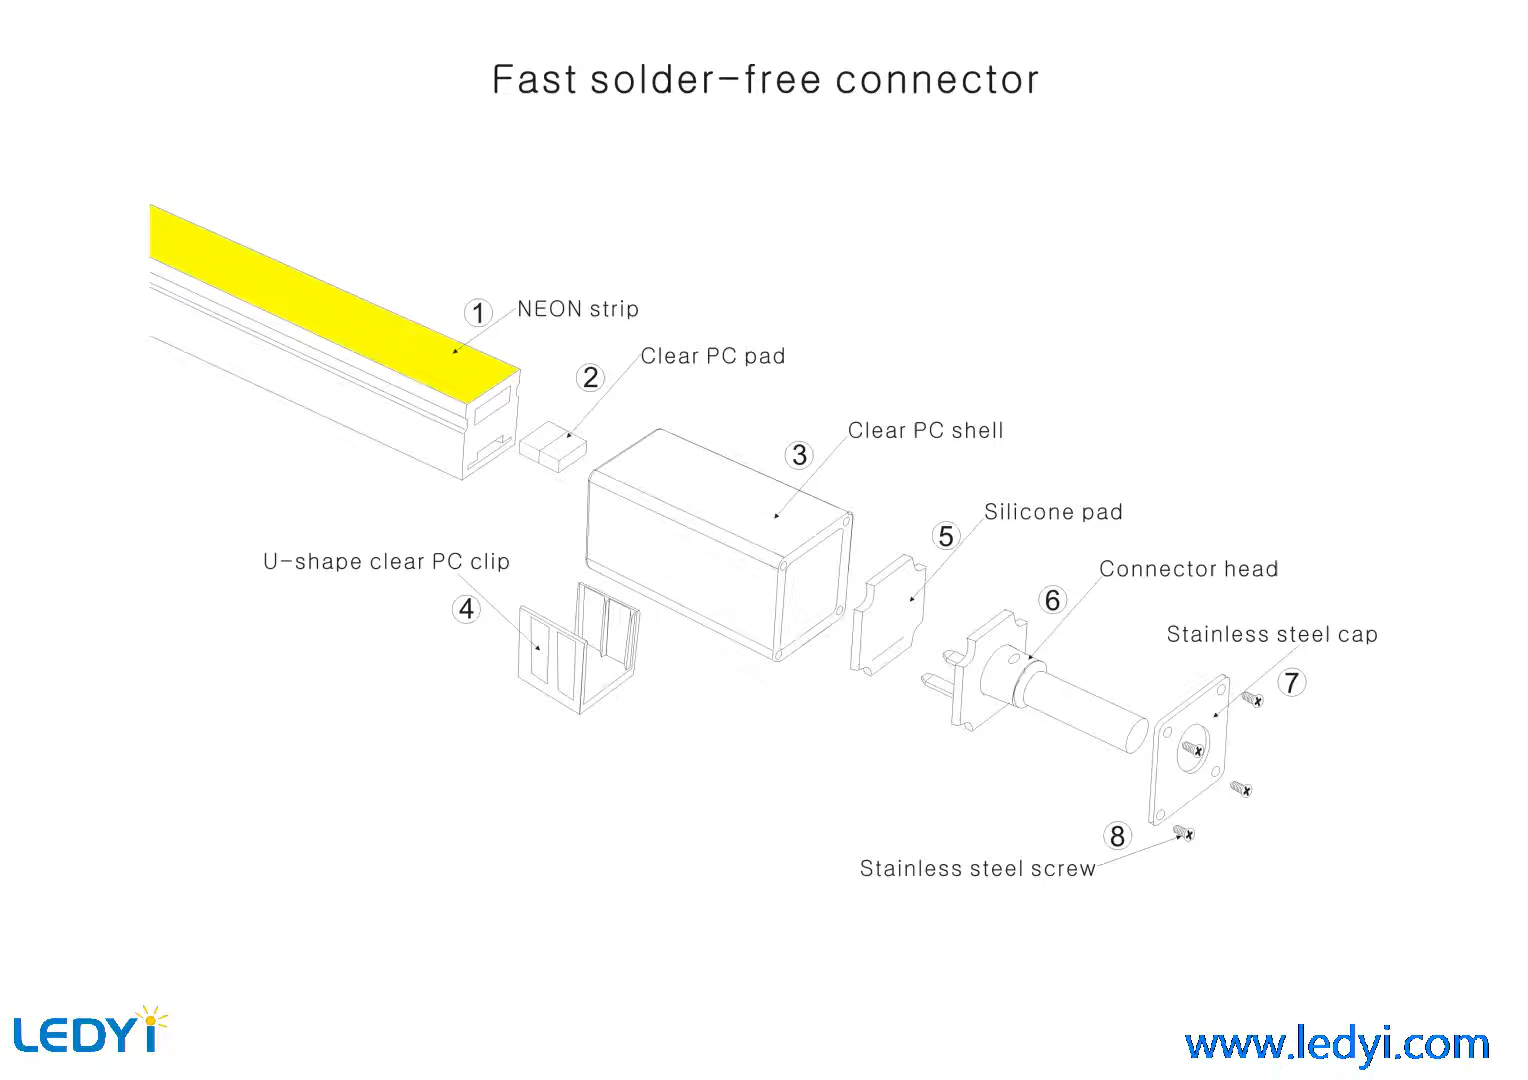 Fast solder-free connector
1 NEON strip
2 Clear PC pad
3 Clear PC shell
5 Silicone pad
U-shape clear PC clip
4
6 Connector head
Stainless steel cap
7
8
Stainless steel screw
LEDYi
www.ledyi.com